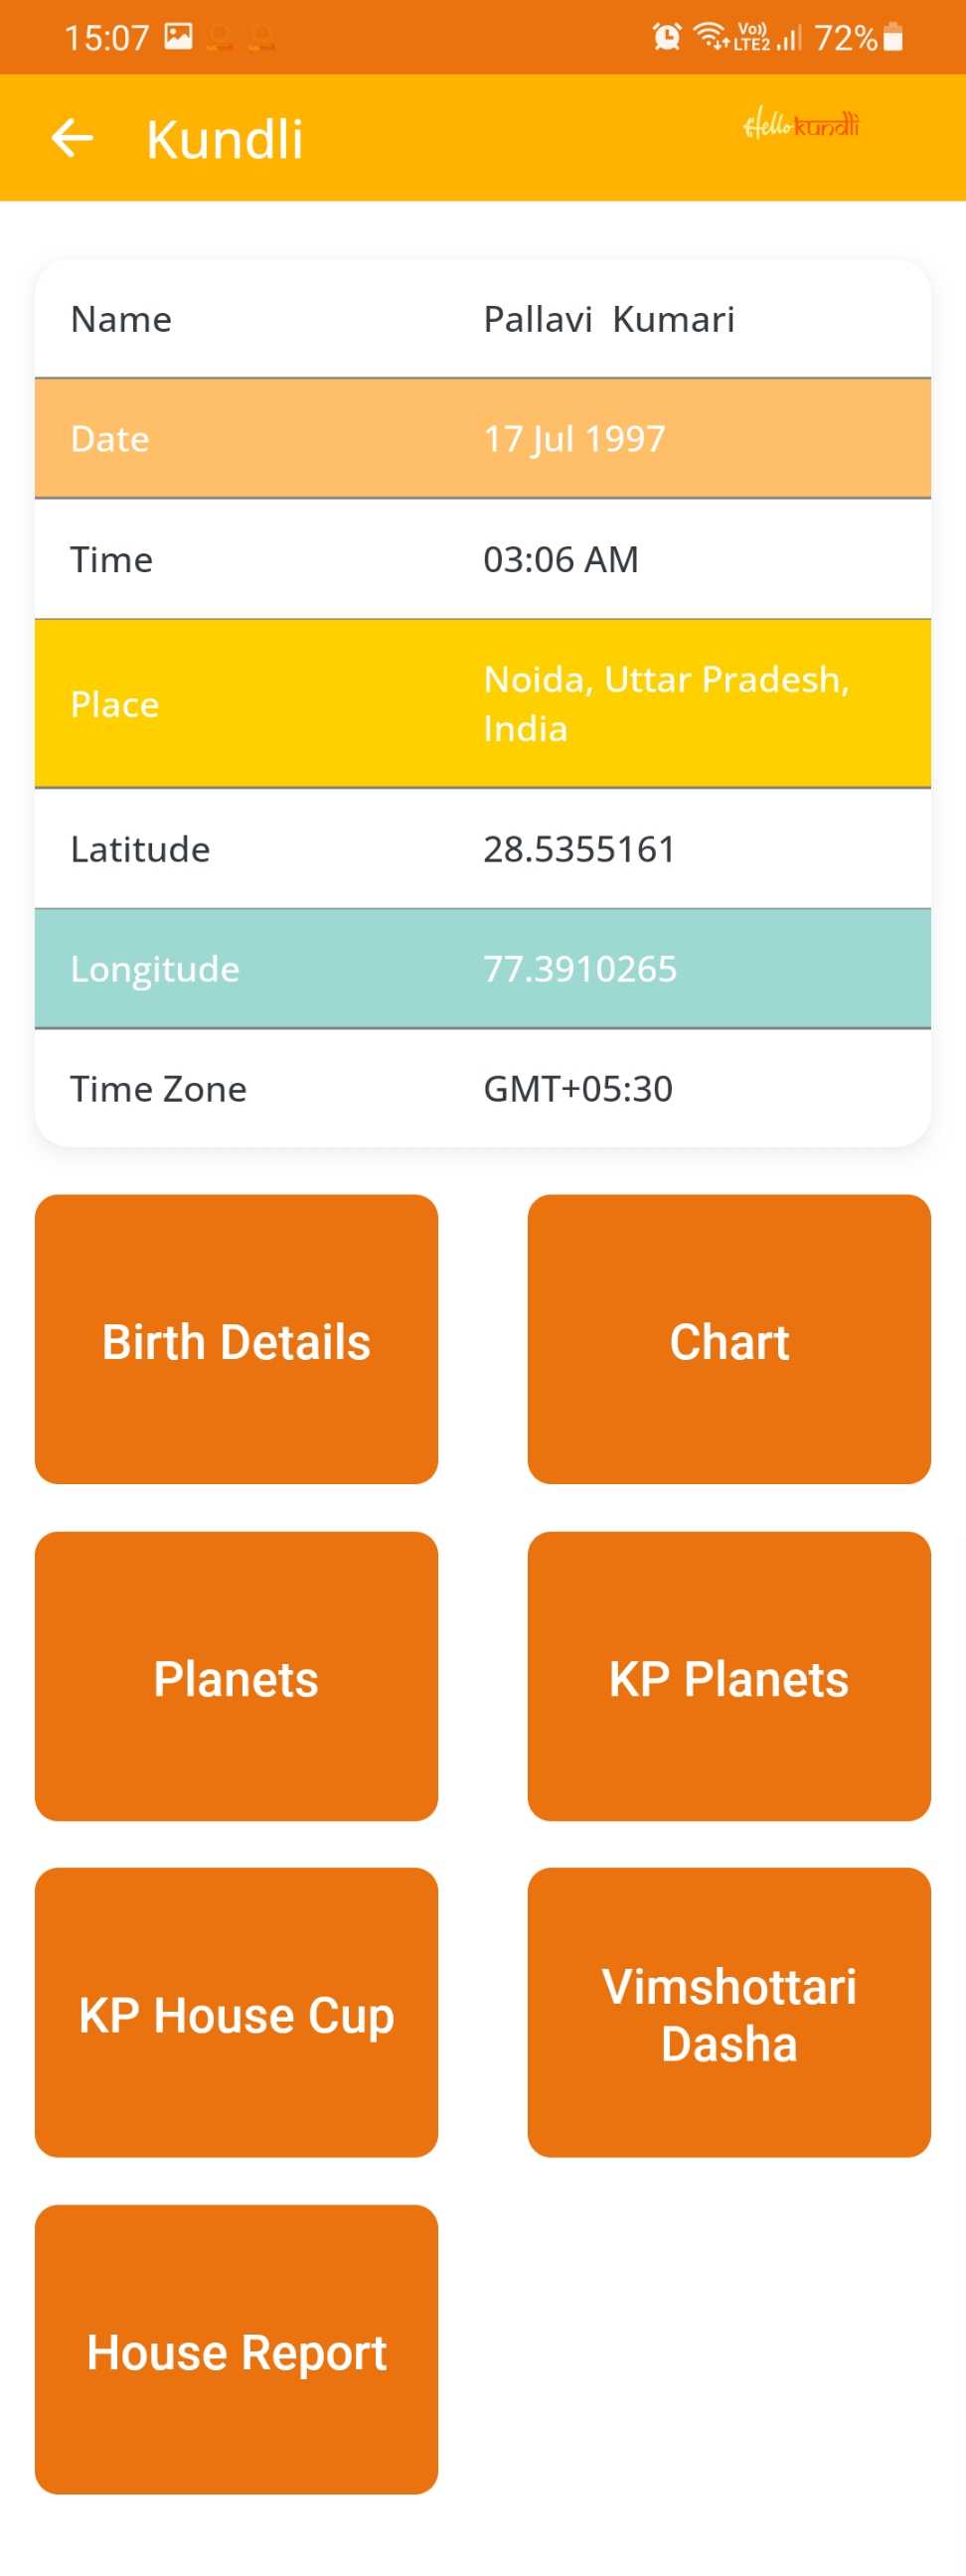 15:07 Vo)) LTE2 72%
Kundli
Hello kundli
Name Pallavi Kumari
Date 17 Jul 1997
Time 03:06 AM
Place Noida, Uttar Pradesh,
India
Latitude 28.5355161
Longitude 77.3910265
Time Zone GMT+05:30
Birth Details Chart
Planets KP Planets
KP House Cup Vimshottari
Dasha
House Report